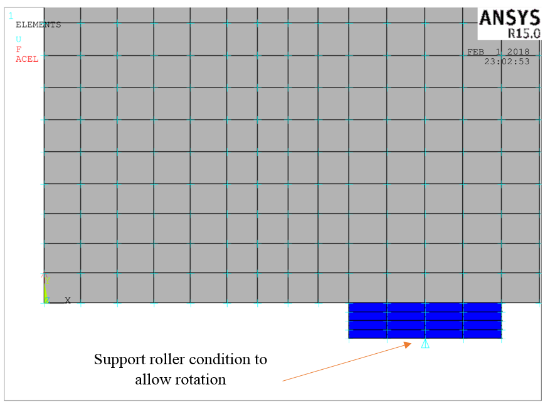 1
ELEMENTS
U
F
ACEL
ANSYS
R15.0
FEB 1 2018
23:02:53
X
Support roller condition to
allow rotation